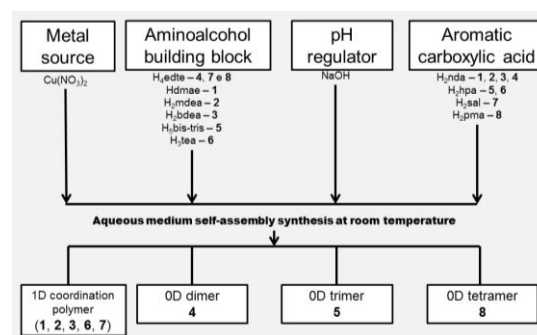 Metal
source
Cu(NO₃)₂
Aminoalcohol
building block
H₄edte – 4, 7 e 8
Hdmae – 1
H₂mdea – 2
H₂bdea – 3
H₅bis-tris – 5
H₃tea – 6
pH
regulator
NaOH
Aromatic
carboxylic acid
H₂nda – 1, 2, 3, 4
H₂hpa – 5, 6
H₂sal – 7
H₂pma – 8
Aqueous medium self-assembly synthesis at room temperature
1D coordination
polymer
(1, 2, 3, 6, 7)
0D dimer
4
0D trimer
5
0D tetramer
8